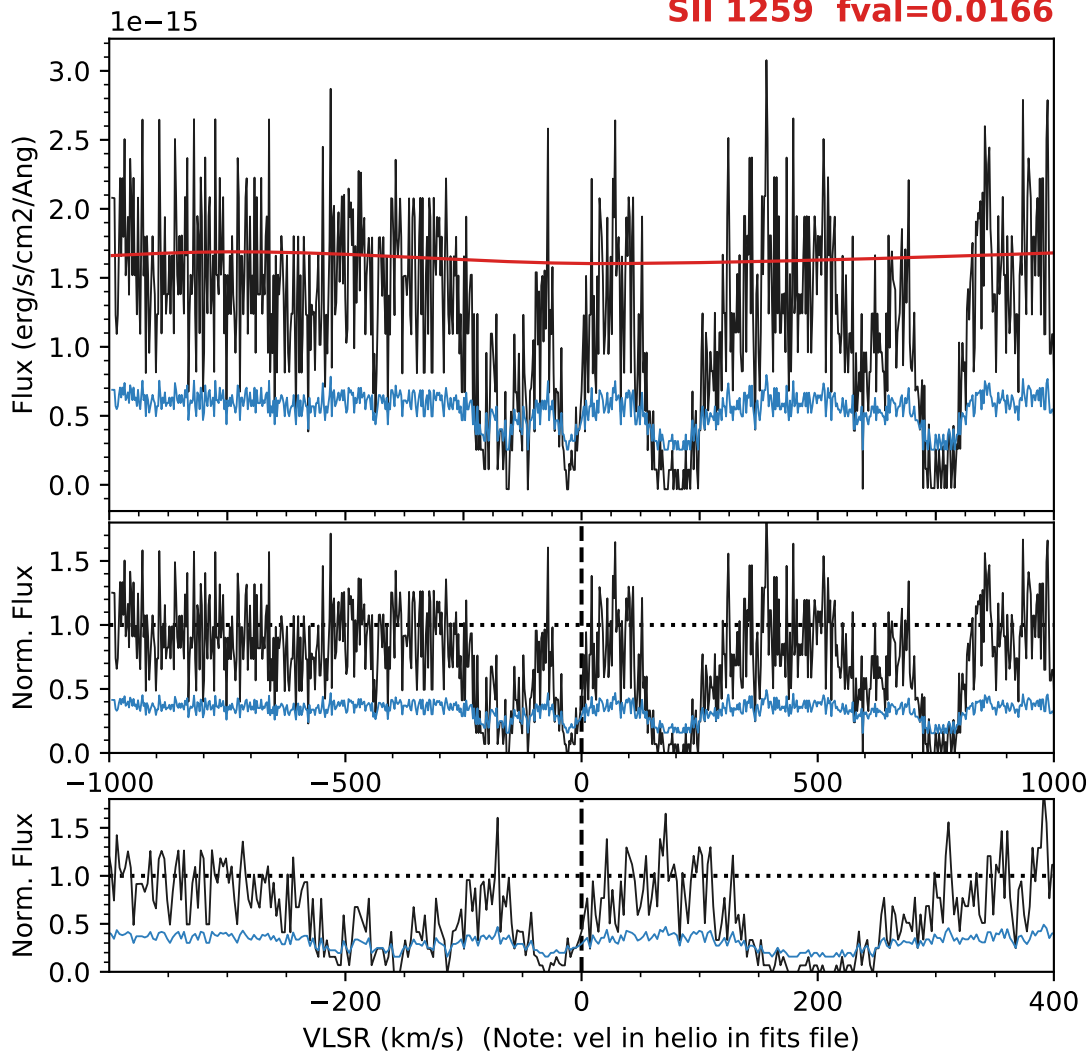 SII 1259 fval=0.0166
1e−15
3.0
2.5
2.0
1.5
1.0
0.5
0.0
Flux (erg/s/cm2/Ang)
1.5
1.0
0.5
0.0
Norm. Flux
−1000 −500 0 500 1000
1.5
1.0
0.5
0.0
Norm. Flux
−200 0 200 400
VLSR (km/s) (Note: vel in helio in fits file)